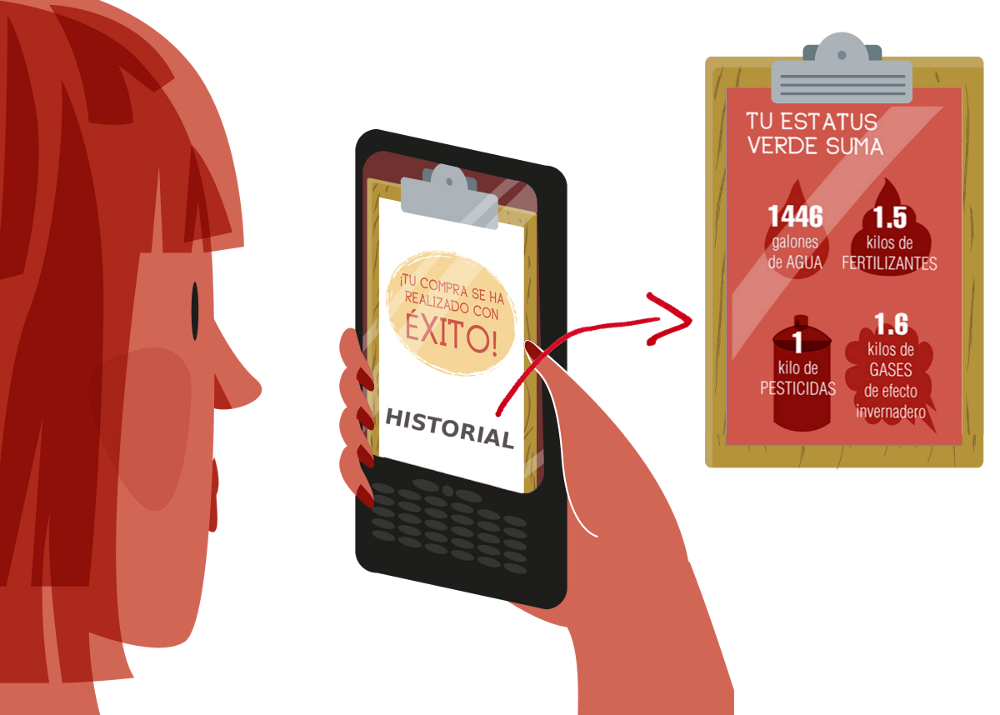 ¡TU COMPRA SE HA
REALIZADO CON
ÉXITO!
HISTORIAL
TU ESTATUS
VERDE SUMA
1446
galones
de AGUA
1.5
kilos de
FERTILIZANTES
1
kilo de
PESTICIDAS
1.6
kilos de
GASES
de efecto
invernadero